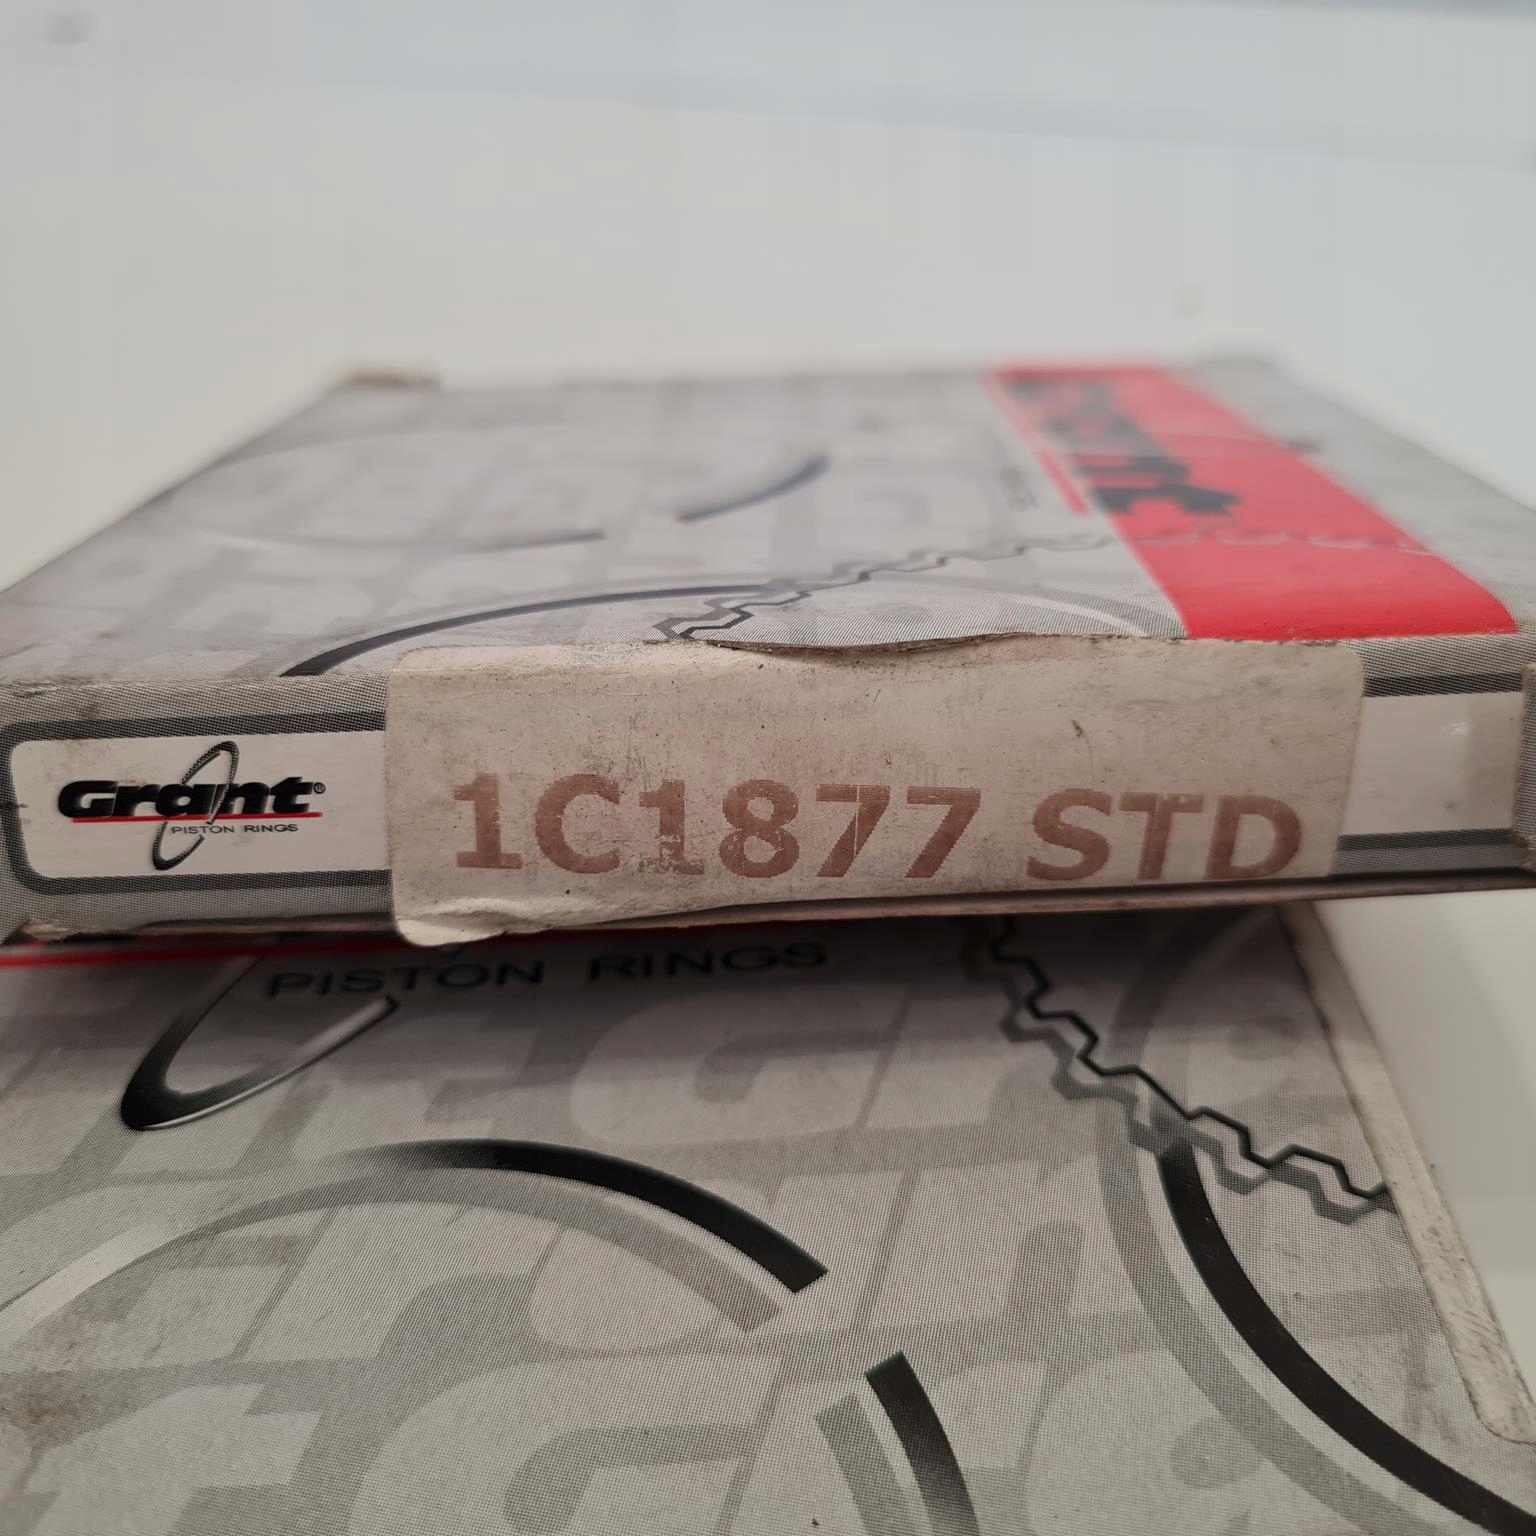 Grant®
PISTON RINGS
1C1877 STD
PISTON RINGS